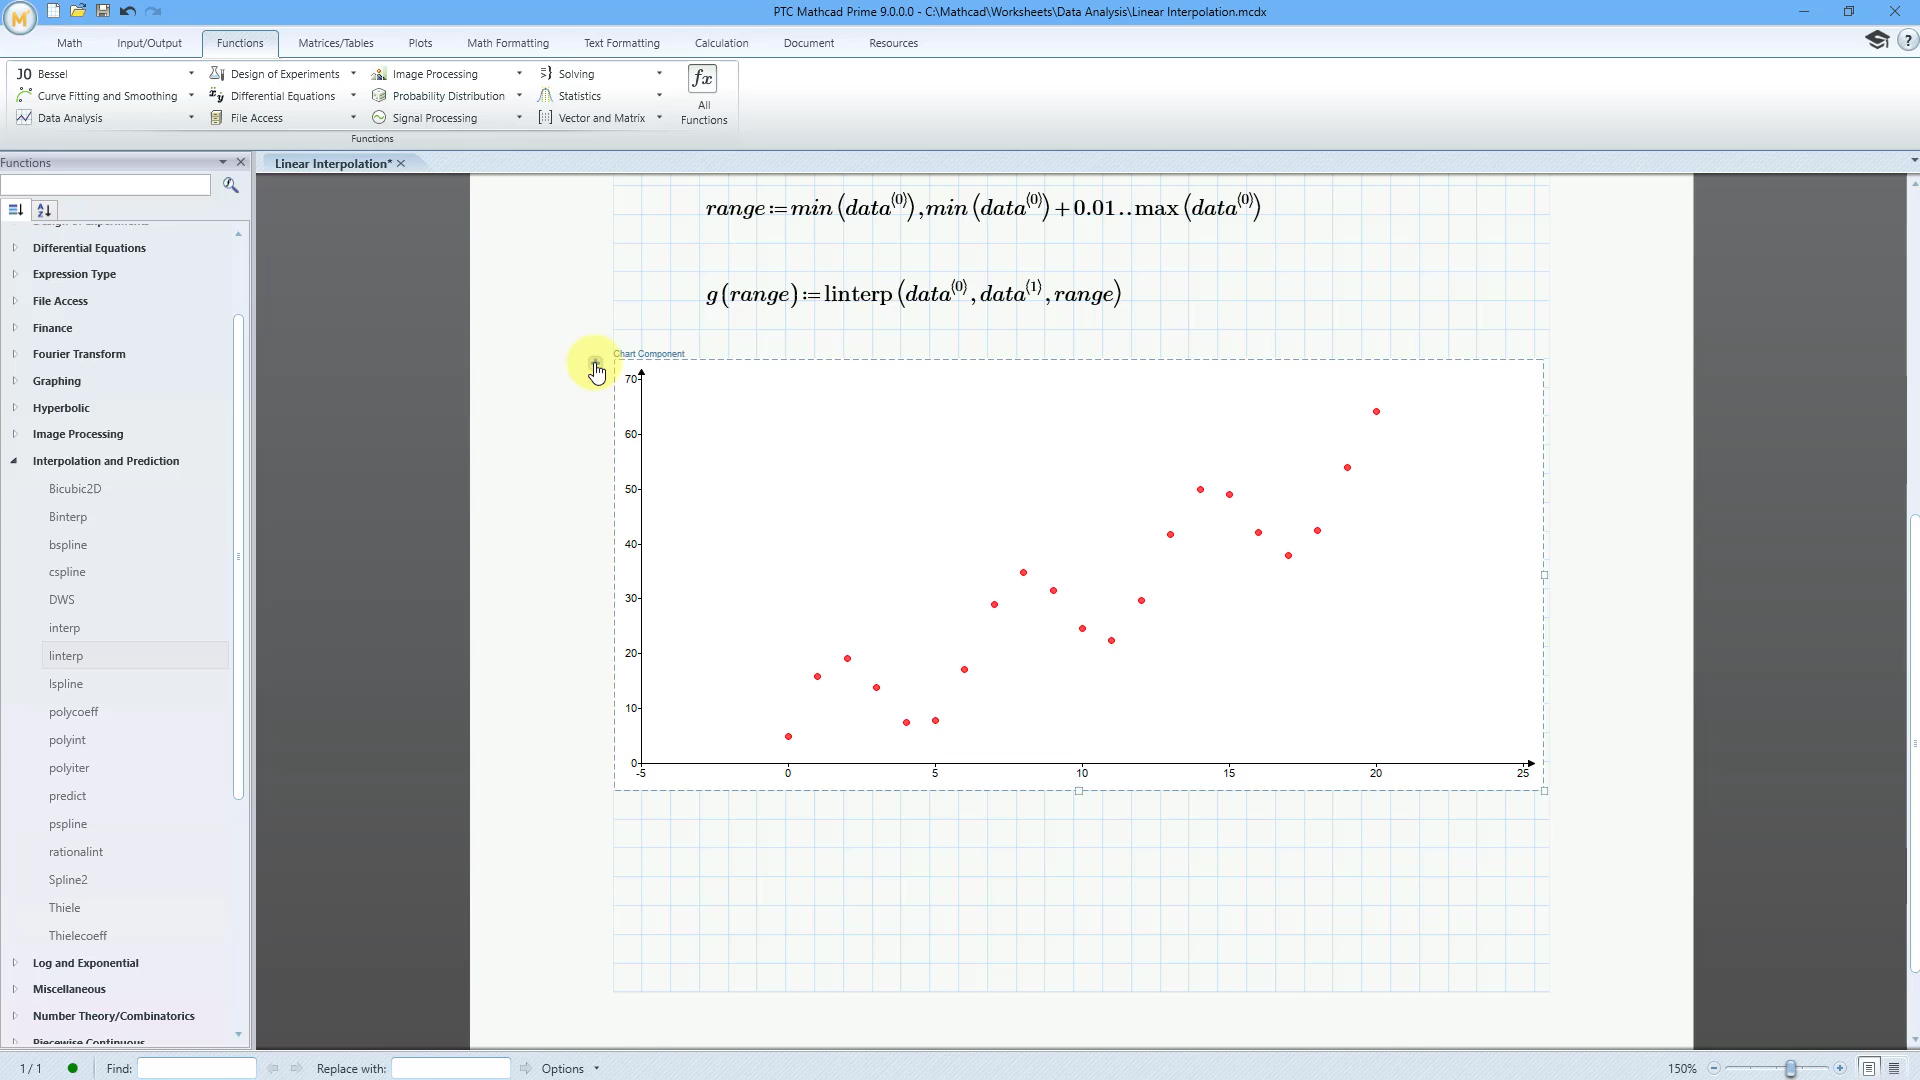 PTC Mathcad Prime 9.0.0.0 - C:\Mathcad\Worksheets\Data Analysis\Linear Interpolation.mcdx
Math Input/Output Functions Matrices/Tables Plots Math Formatting Text Formatting Calculation Document Resources
Bessel Design of Experiments Image Processing Solving
Curve Fitting and Smoothing Differential Equations Probability Distribution Statistics
Data Analysis File Access Signal Processing Vector and Matrix
fx
All
Functions
Functions
Functions
Linear Interpolation*
Differential Equations
Expression Type
File Access
Finance
Fourier Transform
Graphing
Hyperbolic
Image Processing
Interpolation and Prediction
Bicubic2D
Binterp
bspline
cspline
DWS
interp
linterp
lspline
polycoeff
polyint
polyiter
predict
pspline
rationalint
Spline2
Thiele
Thielecoeff
Log and Exponential
Miscellaneous
Number Theory/Combinatorics
Piecewise Continuous
range:=min(data⟨0⟩),min(data⟨0⟩)+0.01..max(data⟨0⟩)
g(range):=linterp(data⟨0⟩,data⟨1⟩,range)
Chart Component
70
60
50
40
30
20
10
0
-5 0 5 10 15 20 25
1 / 1 Find: Replace with: Options 150%